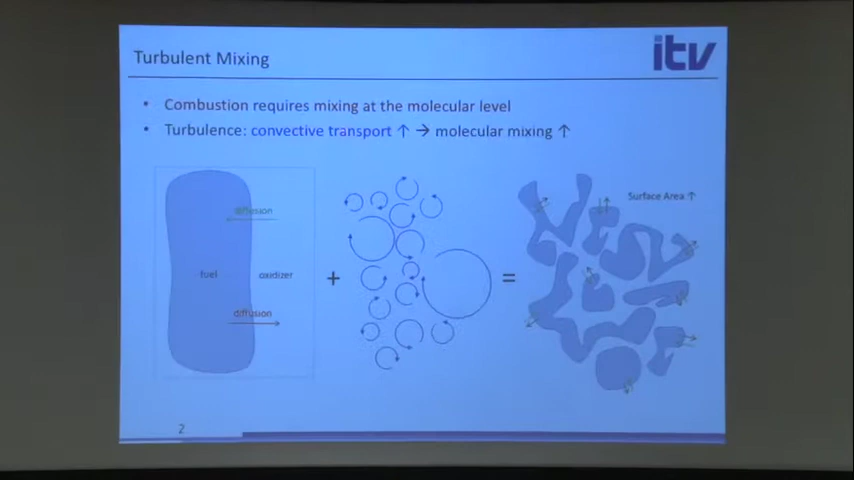 Turbulent Mixing
itv
• Combustion requires mixing at the molecular level
• Turbulence: convective transport ↑ → molecular mixing ↑
Surface Area ↑
diffusion
fuel
oxidizer
+
=
diffusion
2